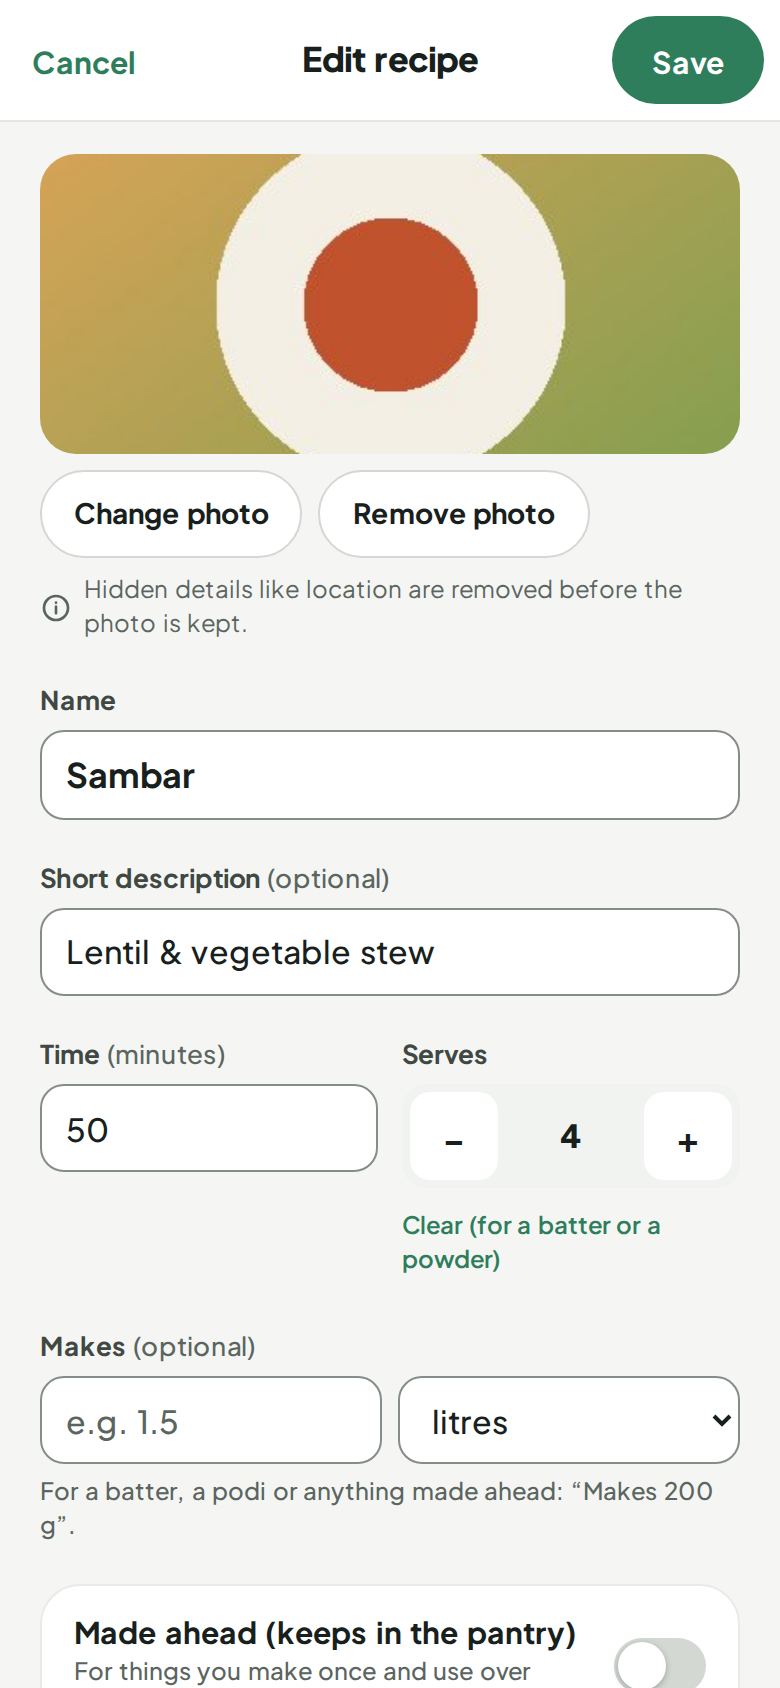 Cancel
Edit recipe
Save
Change photo
Remove photo
Hidden details like location are removed before the
photo is kept.
Name
Sambar
Short description (optional)
Lentil & vegetable stew
Time (minutes)
Serves
50
–
4
+
Clear (for a batter or a
powder)
Makes (optional)
e.g. 1.5
litres
For a batter, a podi or anything made ahead: “Makes 200
g”.
Made ahead (keeps in the pantry)
For things you make once and use over